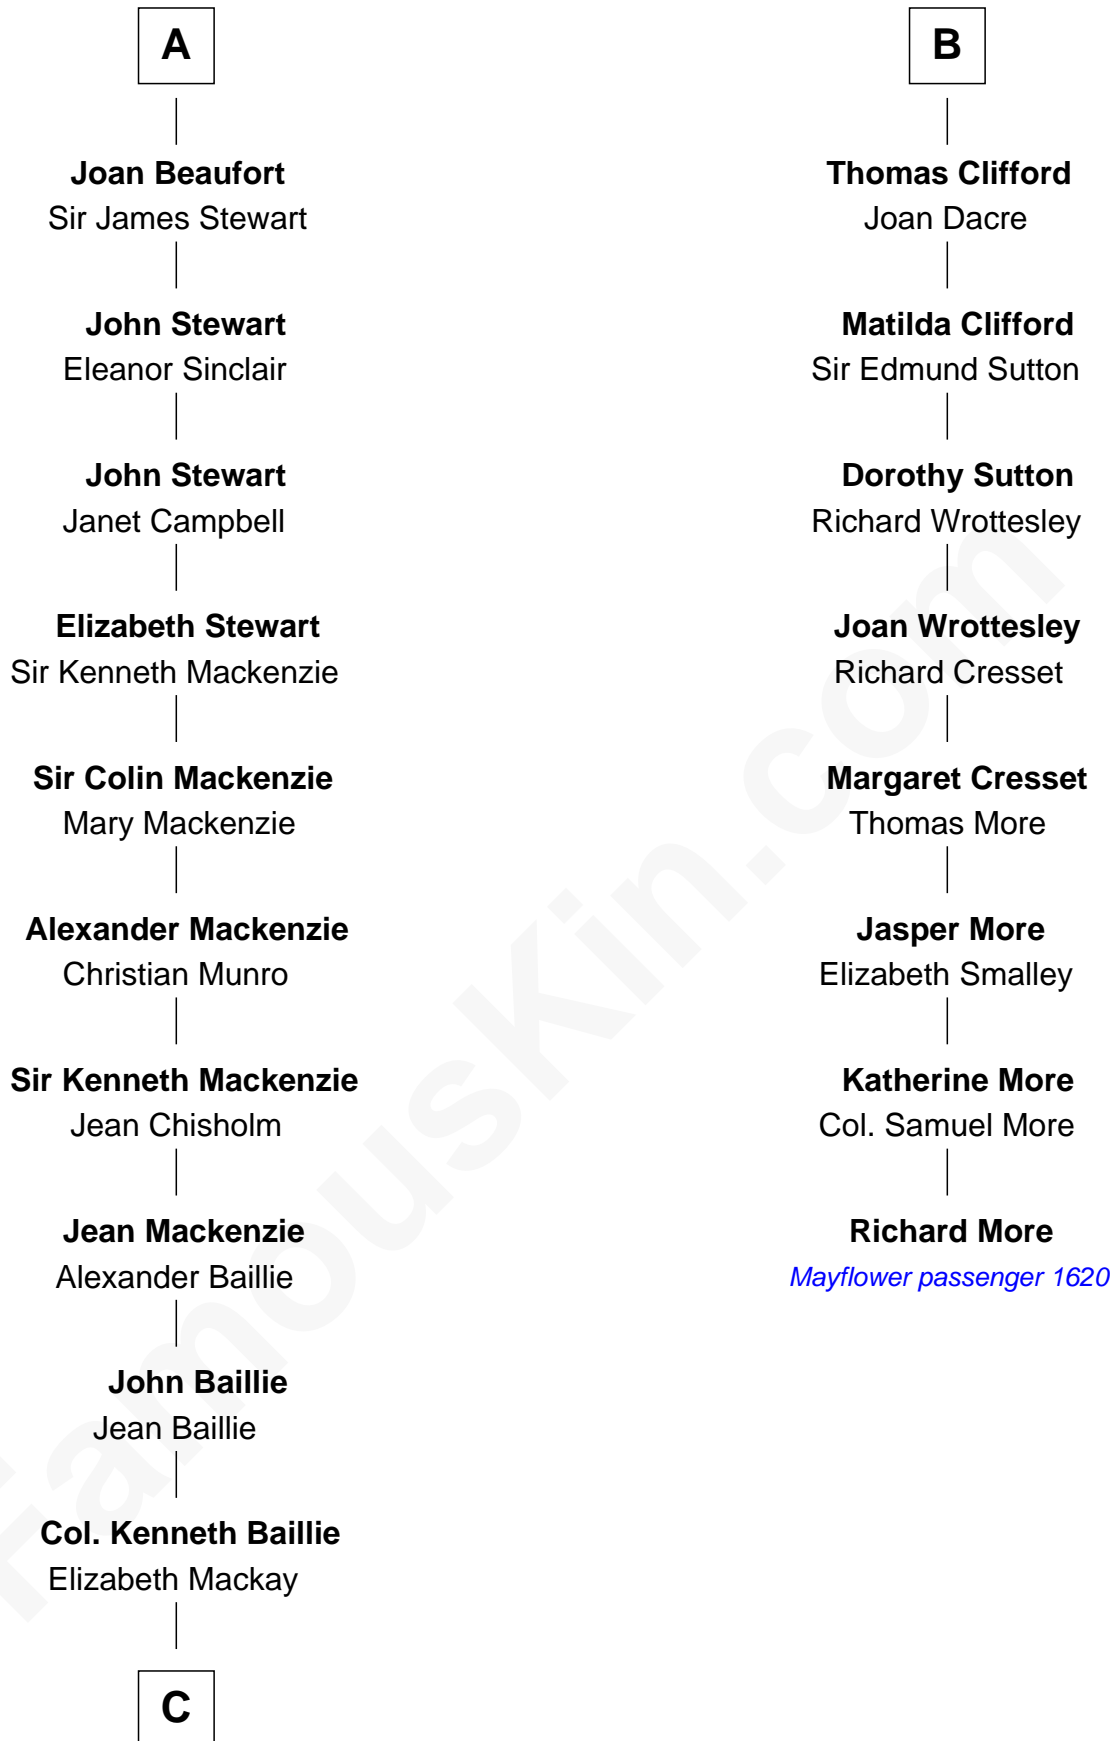 A
Joan Beaufort
Sir James Stewart
John Stewart
Eleanor Sinclair
John Stewart
Janet Campbell
Elizabeth Stewart
Sir Kenneth Mackenzie
Sir Colin Mackenzie
Mary Mackenzie
Alexander Mackenzie
Christian Munro
Sir Kenneth Mackenzie
Jean Chisholm
Jean Mackenzie
Alexander Baillie
John Baillie
Jean Baillie
Col. Kenneth Baillie
Elizabeth Mackay
C
B
Thomas Clifford
Joan Dacre
Matilda Clifford
Sir Edmund Sutton
Dorothy Sutton
Richard Wrottesley
Joan Wrottesley
Richard Cresset
Margaret Cresset
Thomas More
Jasper More
Elizabeth Smalley
Katherine More
Col. Samuel More
Richard More
Mayflower passenger 1620
FamousKin.com